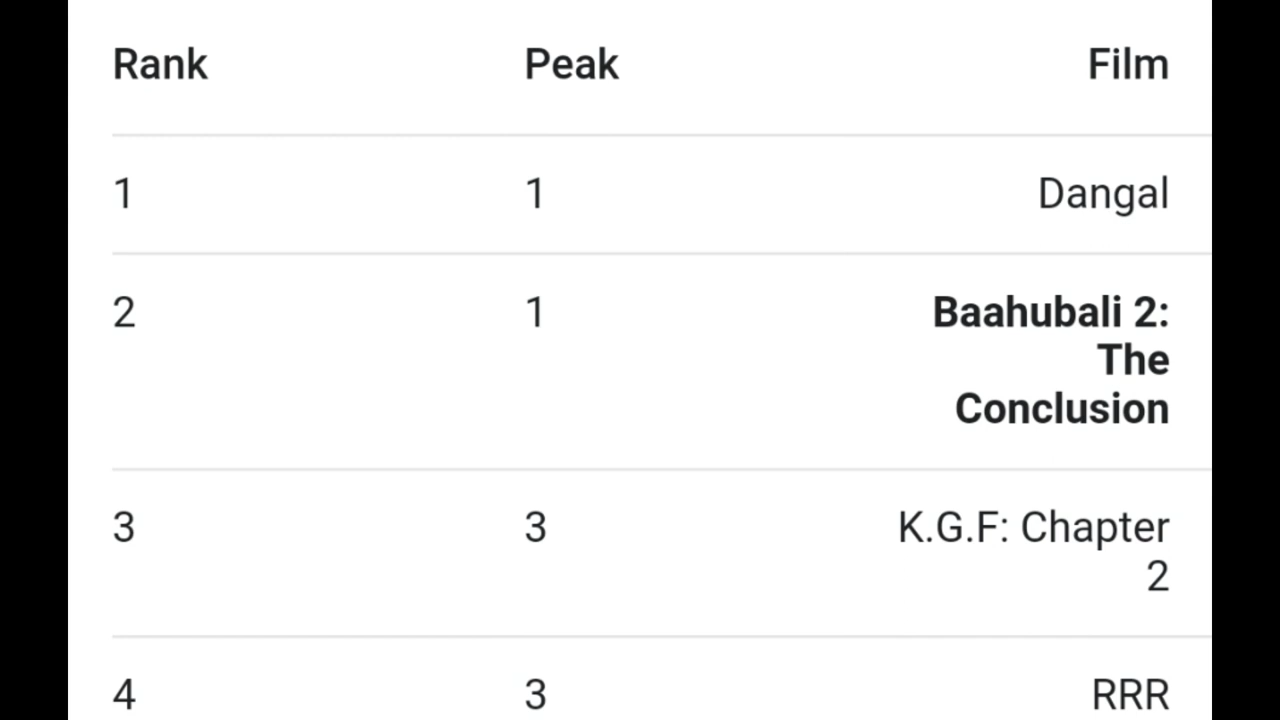 Rank Peak Film
1 1 Dangal
2 1 Baahubali 2:
The
Conclusion
3 3 K.G.F: Chapter
2
4 3 RRR